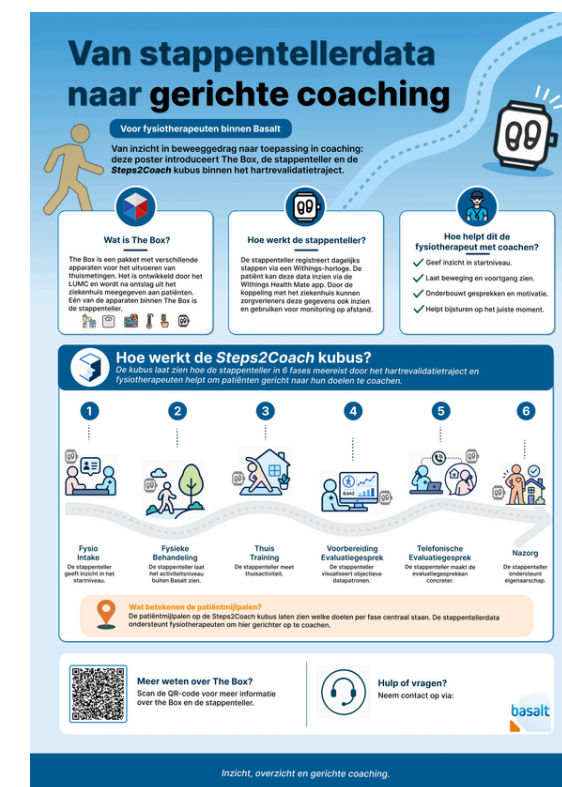 Van stappentellerdata
naar gerichte coaching
Voor fysiotherapeuten binnen Basalt
Van inzicht in beweeggedrag naar toepassing in coaching:
deze poster introduceert The Box, de stappenteller en de
Steps2Coach kubus binnen het hartrevalidatietraject.
Wat is The Box?
The Box is een pakket met verschillende
apparaten voor het uitvoeren van
thuismetingen. Het is ontwikkeld door het
LUMC en wordt na ontslag uit het
ziekenhuis meegegeven aan patiënten.
Eén van de apparaten binnen The Box is
de stappenteller.
Hoe werkt de stappenteller?
De stappenteller registreert dagelijks
stappen via een Withings-horloge. De
patiënt kan deze data inzien via de
Withings Health Mate app. Door de
koppeling met het ziekenhuis kunnen
zorgverleners deze gegevens ook inzien
en gebruiken voor monitoring op afstand.
Hoe helpt dit de
fysiotherapeut met coachen?
Geef inzicht in startniveau.
Laat beweging en voortgang zien.
Onderbouwt gesprekken en motivatie.
Helpt bijsturen op het juiste moment.
Hoe werkt de Steps2Coach kubus?
De kubus laat zien hoe de stappenteller in 6 fases meereist door het hartrevalidatietraject en
fysiotherapeuten helpt om patiënten gericht naar hun doelen te coachen.
1
2
3
4
5
6
8,642
Fysio
Intake
De stappenteller
geeft inzicht in het
startniveau.
Fysieke
Behandeling
De stappenteller laat
het activiteitsniveau
buiten Basalt zien.
Thuis
Training
De stappenteller meet
thuisactiviteit.
Voorbereiding
Evaluatiegesprek
De stappenteller
visualiseert objectieve
datapatronen.
Telefonische
Evaluatiegesprek
De stappenteller maakt de
evaluatiegesprekken
concreter.
Nazorg
De stappenteller
ondersteunt
eigenaarschap.
Wat betekenen de patiëntmijlpalen?
De patiëntmijlpalen op de Steps2Coach kubus laten zien welke doelen per fase centraal staan. De stappentellerdata
ondersteunt fysiotherapeuten om hier gerichter op te coachen.
Meer weten over The Box?
Scan de QR-code voor meer informatie
over the Box en de stappenteller.
Hulp of vragen?
Neem contact op via:
basalt
Inzicht, overzicht en gerichte coaching.